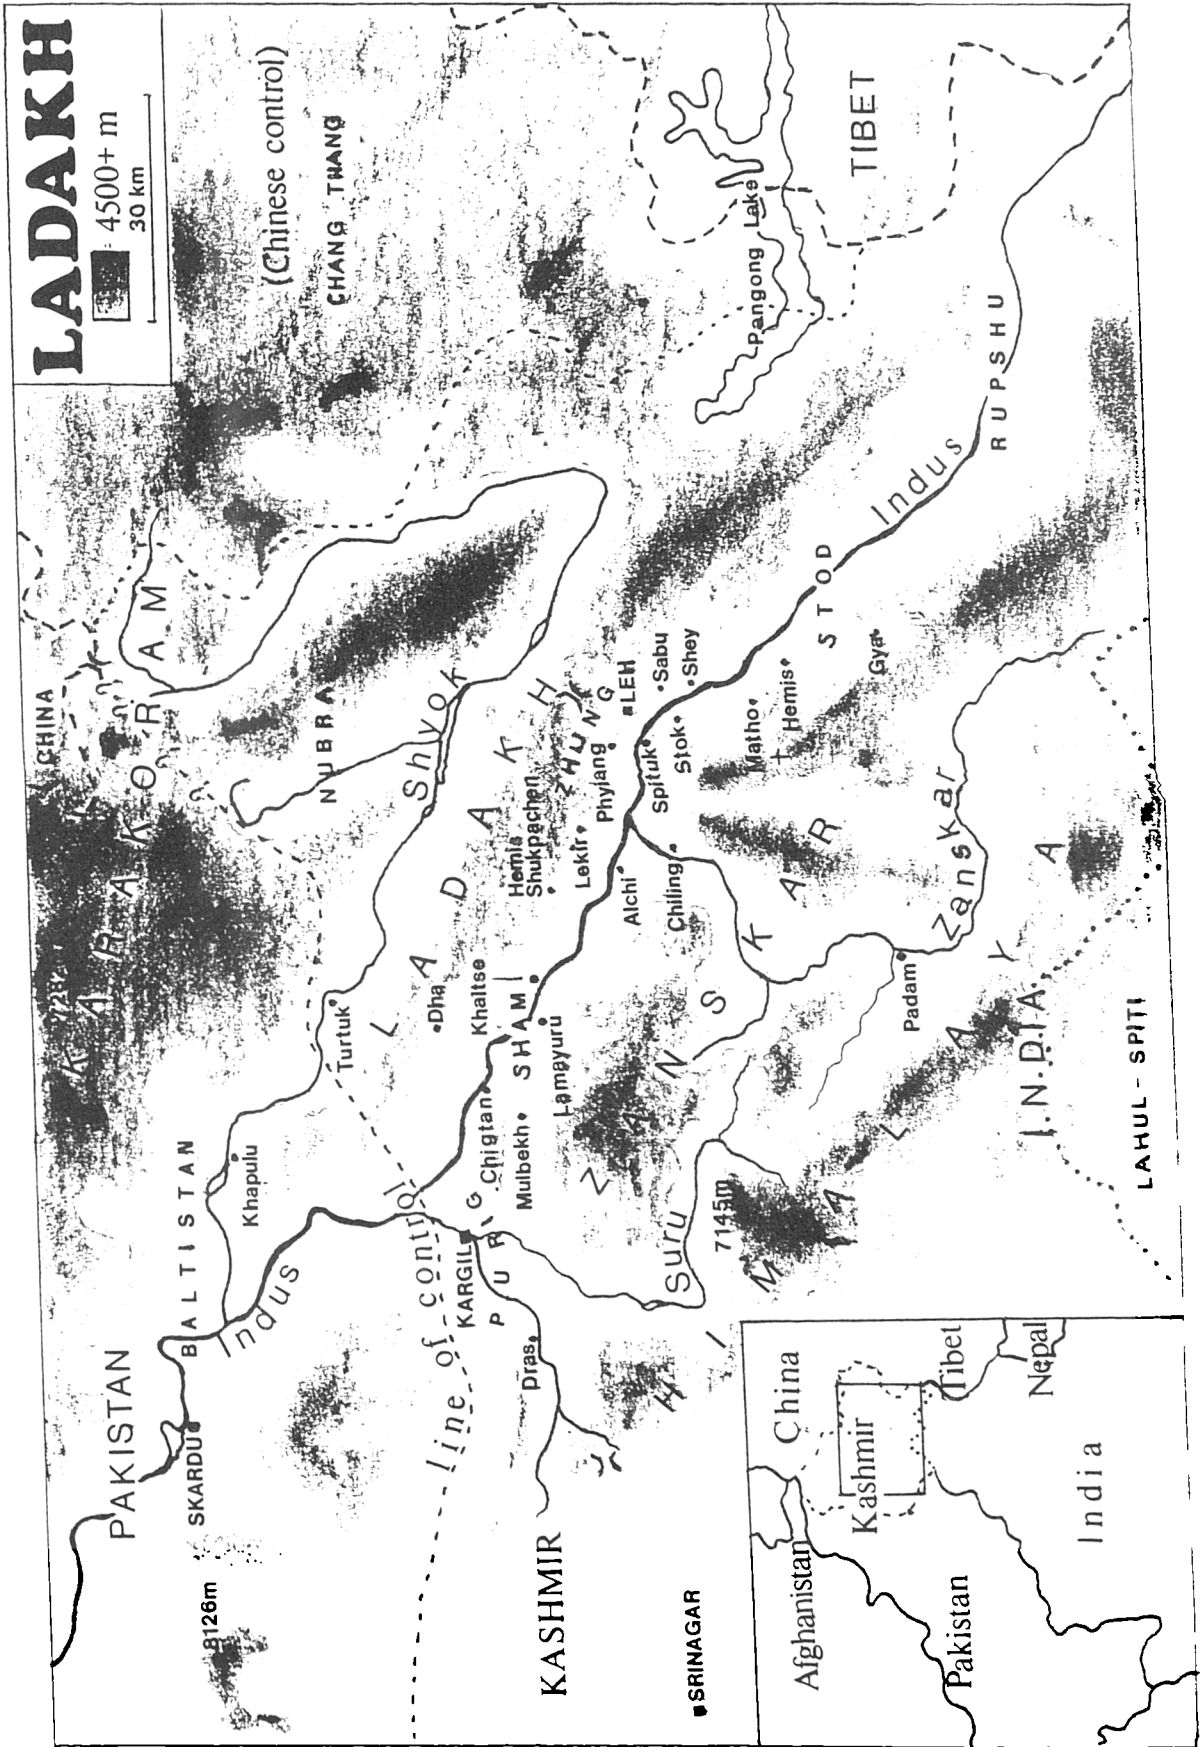 LADAKH
4500+ m
30 km
(Chinese control)
CHANG THANG
CHINA
KARAKORAM
728
PAKISTAN
BALTISTAN
SKARDU
8126m
Khapulu
Indus
Turtuk
NUBRA
Shyok
LADAKH
line of control
Dha
Khaltse
SHAM
Lamayuru
Chigtan
Mulbekh
KARGIL
PURIG
Dras
Hemis
Shukpachen
Lekir
Alchi
Chiling
ZHUNG
Phyiang
LEH
Sabu
Shey
Spituk
Stok
Matho
Hemis
Gya
STOD
Indus
RUPSHU
Pangong Lake
TIBET
ZANSKAR
Zanskar
Padam
Suru
7145m
HIMALAY
INDIA
LAHUL-SPITI
KASHMIR
SRINAGAR
China
Tibet
Nepal
Kashmir
Afghanistan
Pakistan
India